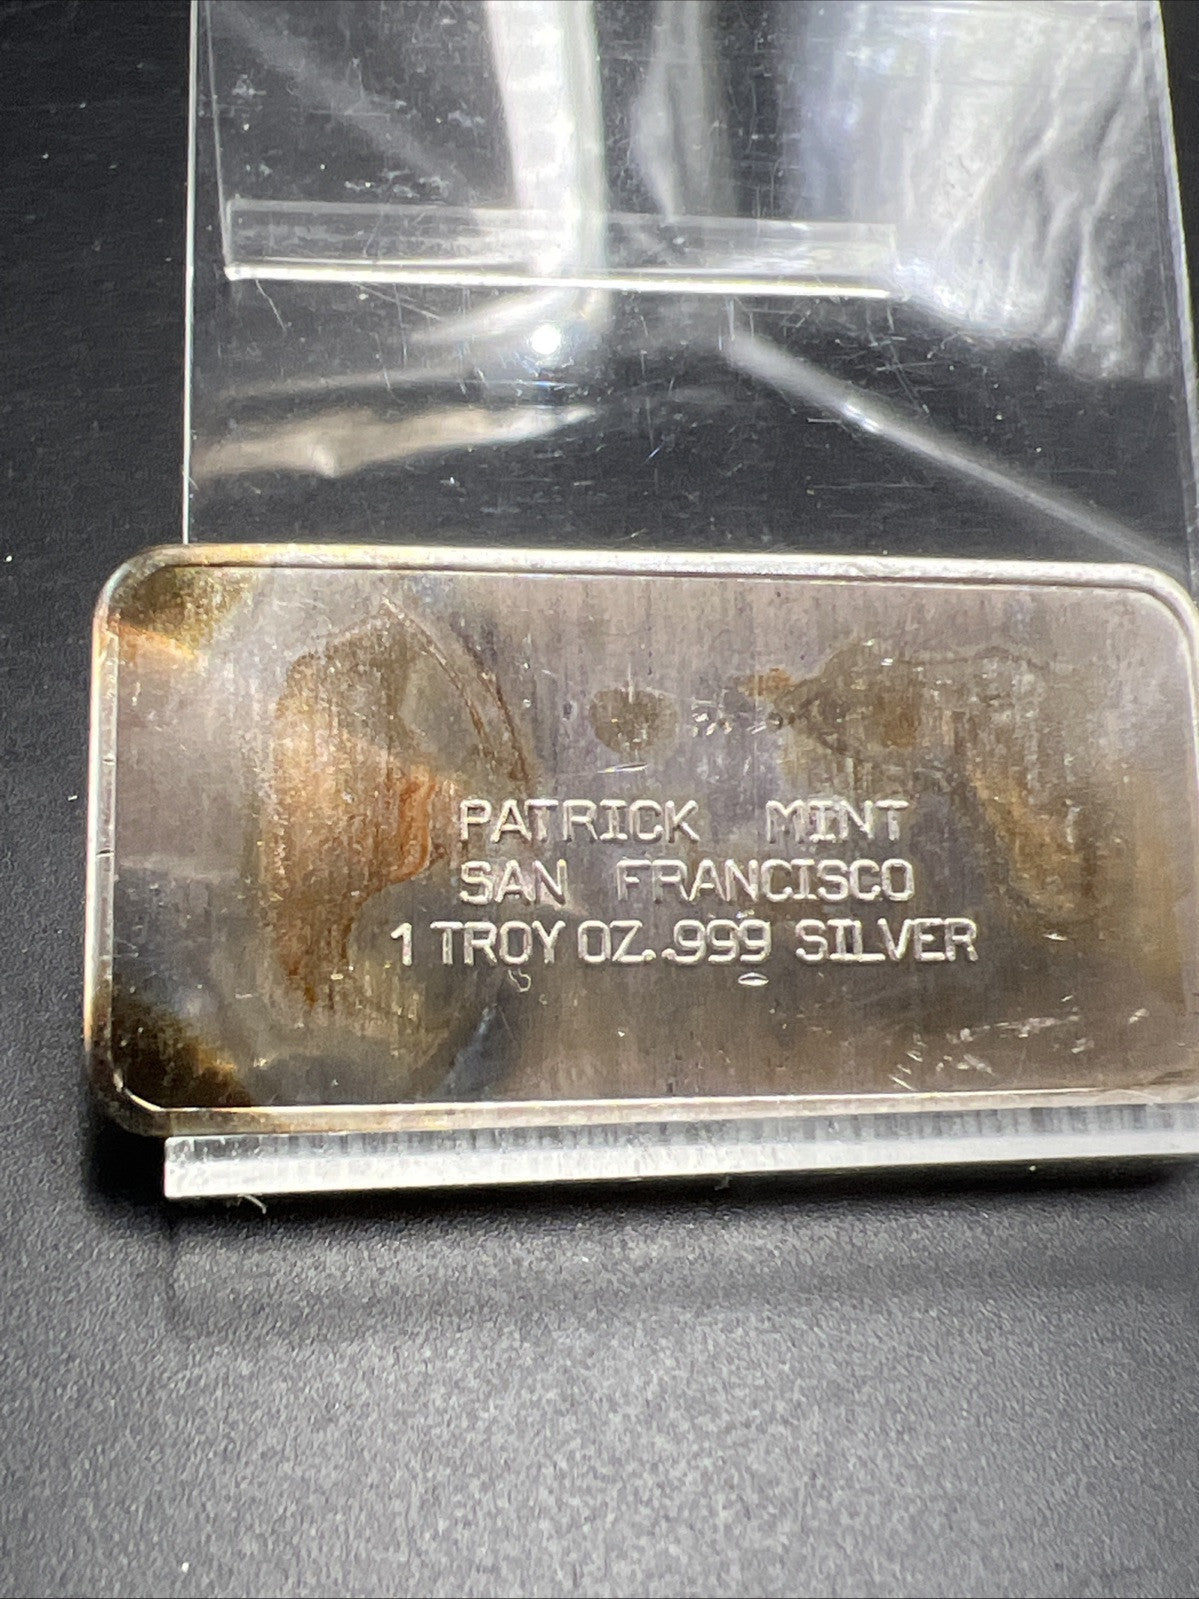 PATRICK MINT
SAN FRANCISCO
1 TROY OZ. .999 SILVER